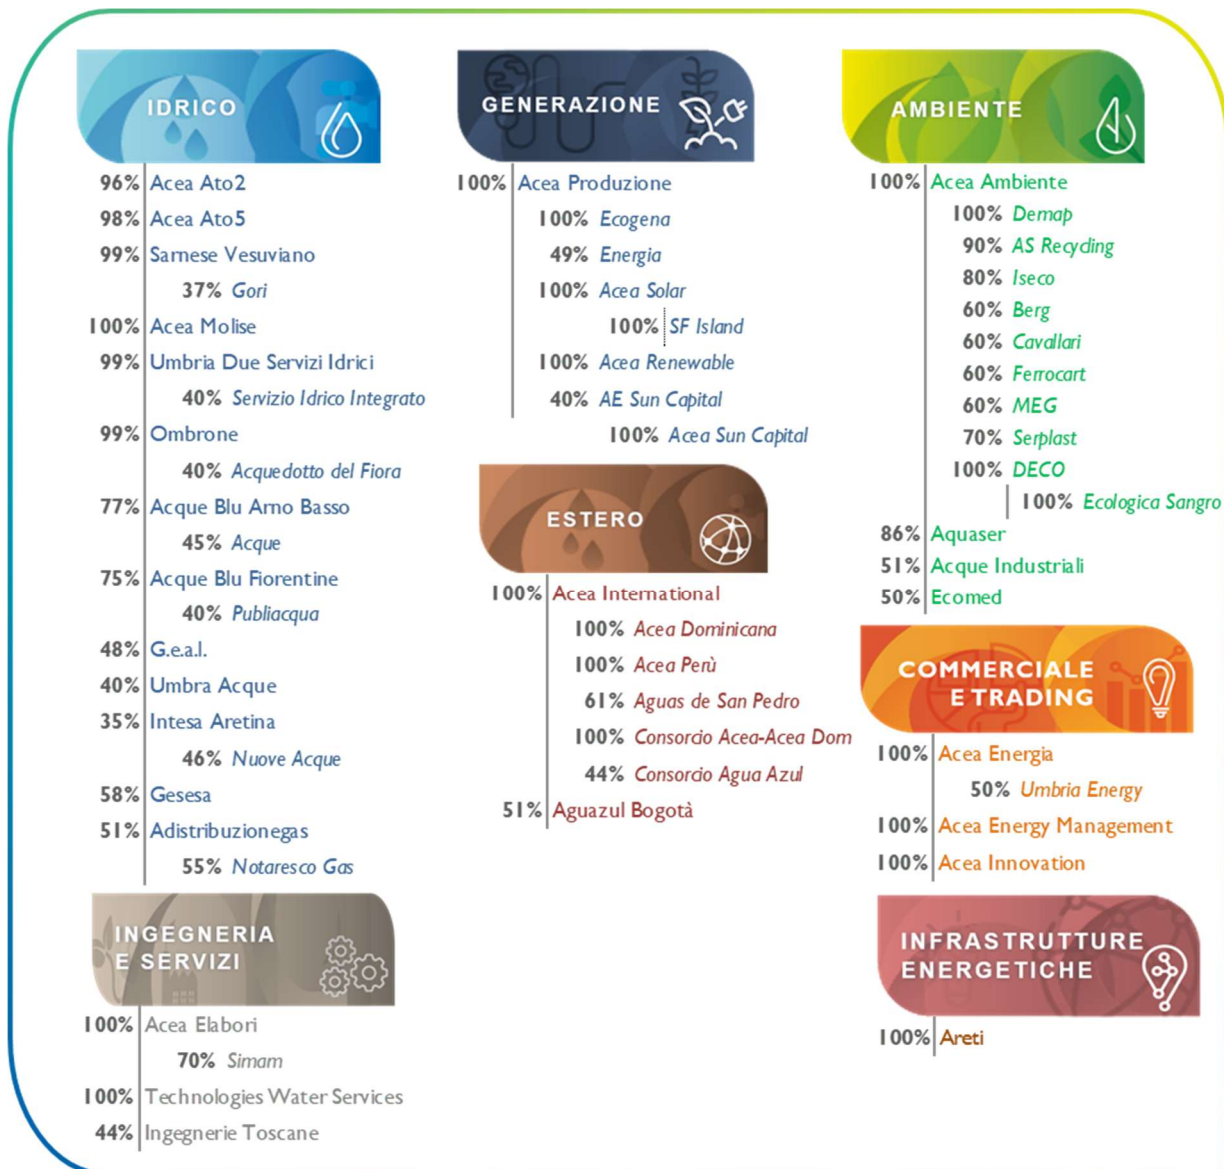 IDRICO
96% Acea Ato2
98% Acea Ato5
99% Sarnese Vesuviano
37% Gori
100% Acea Molise
99% Umbria Due Servizi Idrici
40% Servizio Idrico Integrato
99% Ombrone
40% Acquedotto del Fiora
77% Acque Blu Arno Basso
45% Acque
75% Acque Blu Fiorentine
40% Publiacqua
48% G.e.a.l.
40% Umbra Acque
35% Intesa Aretina
46% Nuove Acque
58% Gesesa
51% Adistribuzionegas
55% Notaresco Gas
INGEGNERIA
E SERVIZI
100% Acea Elabori
70% Simam
100% Technologies Water Services
44% Ingegnerie Toscane
GENERAZIONE
100% Acea Produzione
100% Ecogena
49% Energia
100% Acea Solar
100% SF Island
100% Acea Renewable
40% AE Sun Capital
100% Acea Sun Capital
ESTERO
100% Acea International
100% Acea Dominicana
100% Acea Perù
61% Aguas de San Pedro
100% Consorcio Acea-Acea Dom
44% Consorcio Agua Azul
51% Aguazul Bogotà
AMBIENTE
100% Acea Ambiente
100% Demap
90% AS Recycling
80% Iseco
60% Berg
60% Cavallari
60% Ferrocart
60% MEG
70% Serplast
100% DECO
100% Ecologica Sangro
86% Aquaser
51% Acque Industriali
50% Ecomed
COMMERCIALE
E TRADING
100% Acea Energia
50% Umbria Energy
100% Acea Energy Management
100% Acea Innovation
INFRASTRUTTURE
ENERGETICHE
100% Areti